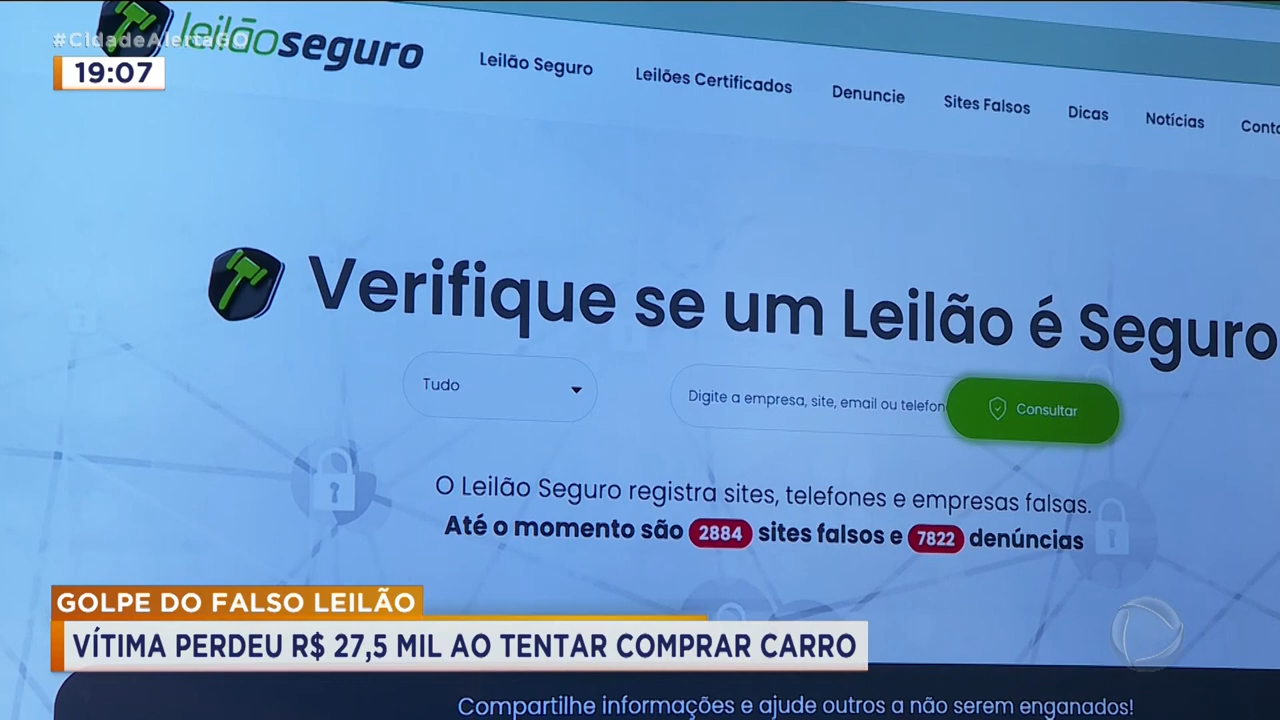 #CidadeAlertaGO
19:07
leilãoseguro
Leilão Seguro
Leilões Certificados
Denuncie
Sites Falsos
Dicas
Notícias
Verifique se um Leilão é Seguro
Tudo
Digite a empresa, site, email ou telefon
Consultar
O Leilão Seguro registra sites, telefones e empresas falsas.
Até o momento são 2884 sites falsos e 7822 denúncias
GOLPE DO FALSO LEILÃO
VÍTIMA PERDEU R$ 27,5 MIL AO TENTAR COMPRAR CARRO
Compartilhe informações e ajude outros a não serem enganados!